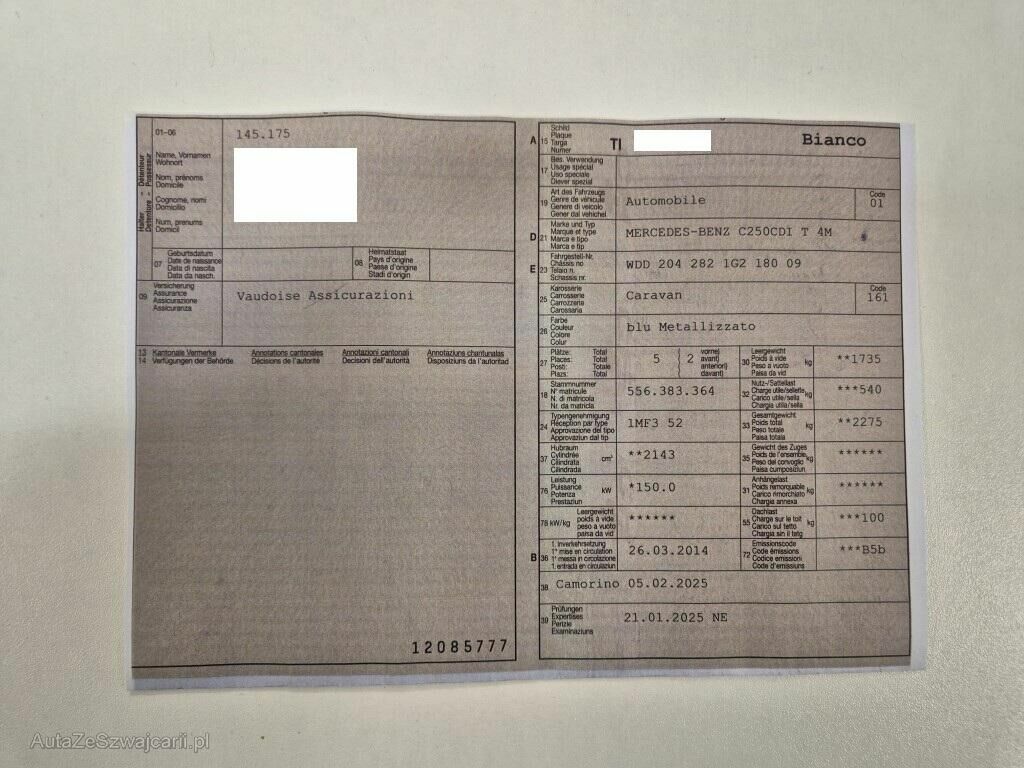 01-06
145.175
Halter - Détenteur
Detentore - Possessur
Name, Vornamen
Wohnort
Nom, prénoms
Domicile
Cognome, nomi
Domicilio
Num, prenums
Domicil
07
Geburtsdatum
Date de naissance
Data di nascita
Data da nasch.
08
Heimatstaat
Pays d'origine
Paese d'origine
Stadi d'origin
09
Versicherung
Assurance
Assicurazione
Assicuranza
Vaudoise Assicurazioni
13
14
Kantonale Vermerke
Verfügungen der Behörde
Annotations cantonales
Décisions de l'autorité
Annotazioni cantonali
Decisioni dell'autorità
Annotaziuns chantunalas
Disposiziuns da l'autoritad
12085777
A 15
Schild
Plaque
Targa
Numer
TI
Bianco
17
Bes. Verwendung
Usage spécial
Uso speciale
Diever spezial
19
Art des Fahrzeugs
Genre de véhicule
Genere di veicolo
Gener dal vehichel
Automobile
Code
01
D 21
Marke und Typ
Marque et type
Marca e tipo
Marca e tip
MERCEDES-BENZ C250CDI T 4M
E 23
Fahrgestell-Nr.
Châssis no
Telaio n.
Schassis nr.
WDD 204 282 1G2 180 09
25
Karosserie
Carrosserie
Carrozzeria
Carossaria
Caravan
Code
161
26
Farbe
Couleur
Colore
Colur
blu Metallizzato
27
Plätze: Total
Places: Total
Posti: Totale
Plazs: Total
5
2
vorne)
avant)
anteriori)
davant)
30
Leergewicht
Poids à vide
Peso a vuoto
Paisa da vid
kg
**1735
18
Stammnummer
N° matricule
N. di matricola
Nr. da matricla
556.383.364
32
Nutz-/Sattellast
Charge utile/sellette
Carico utile/sella
Chargia utila/sella
kg
***540
24
Typengenehmigung
Réception par type
Approvazione del tipo
Approvaziun dal tip
1MF3 52
33
Gesamtgewicht
Poids total
Peso totale
Paisa totala
kg
**2275
37
Hubraum
Cylindrée
Cilindrata
Cilindrada
cm³
**2143
35
Gewicht des Zuges
Poids de l'ensemble
Peso del convoglio
Paisa cumposiziun
kg
******
76
Leistung
Puissance
Potenza
Prestaziun
kW
*150.0
31
Anhängelast
Poids remorquable
Carico rimorchiato
Chargia annexa
kg
******
78 kW/kg
Leergewicht
poids à vide
peso a vuoto
paisa da vid
******
55
Dachlast
Charge sur le toit
Carico sul tetto
Chargia sin il tetg
kg
***100
B 36
1. Inverkehrsetzung
1re mise en circulation
1a messa in circolazione
1. entrada en circulaziun
26.03.2014
72
Emissionscode
Code émissions
Codice emissioni
Code d'emissiuns
***B5b
38
Camorino 05.02.2025
39
Prüfungen
Expertises
Perizie
Examinaziuns
21.01.2025 NE
AutaZeSzwajcarii.pl